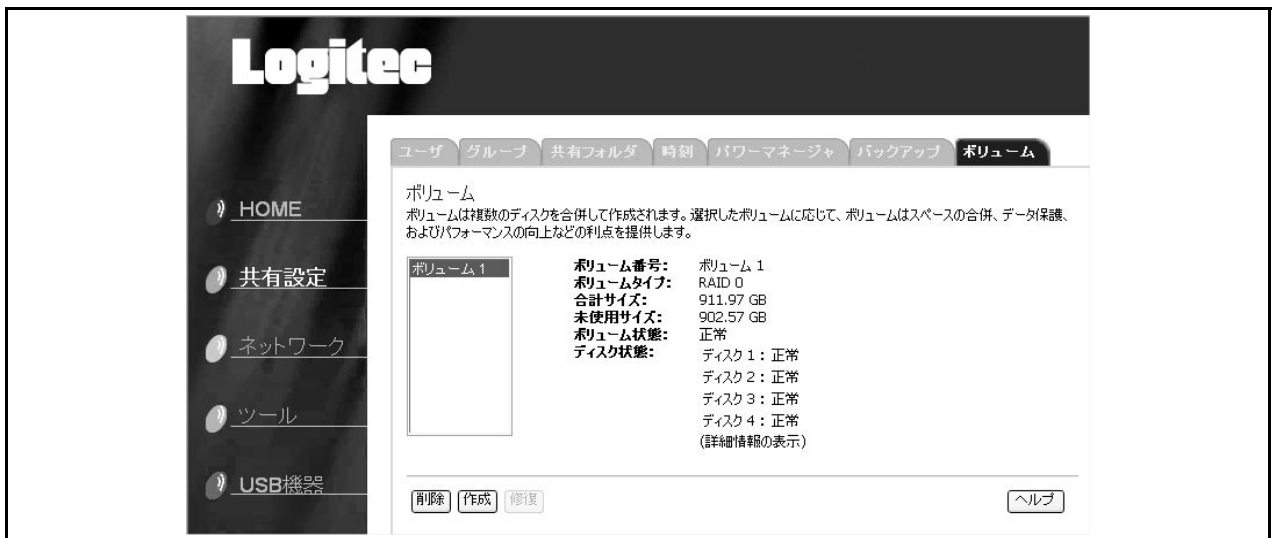 Logitec
ユーザ グループ 共有フォルダ 時刻 パワーマネージャ バックアップ ボリューム
HOME
共有設定
ネットワーク
ツール
USB機器
ボリューム
ボリュームは複数のディスクを合併して作成されます。選択したボリュームに応じて、ボリュームはスペースの合併、データ保護、
およびパフォーマンスの向上などの利点を提供します。
ボリューム 1
ボリューム番号: ボリューム 1
ボリュームタイプ: RAID 0
合計サイズ: 911.97 GB
未使用サイズ: 902.57 GB
ボリューム状態: 正常
ディスク状態: ディスク 1 : 正常
ディスク 2 : 正常
ディスク 3 : 正常
ディスク 4 : 正常
(詳細情報の表示)
削除 作成 修復 ヘルプ